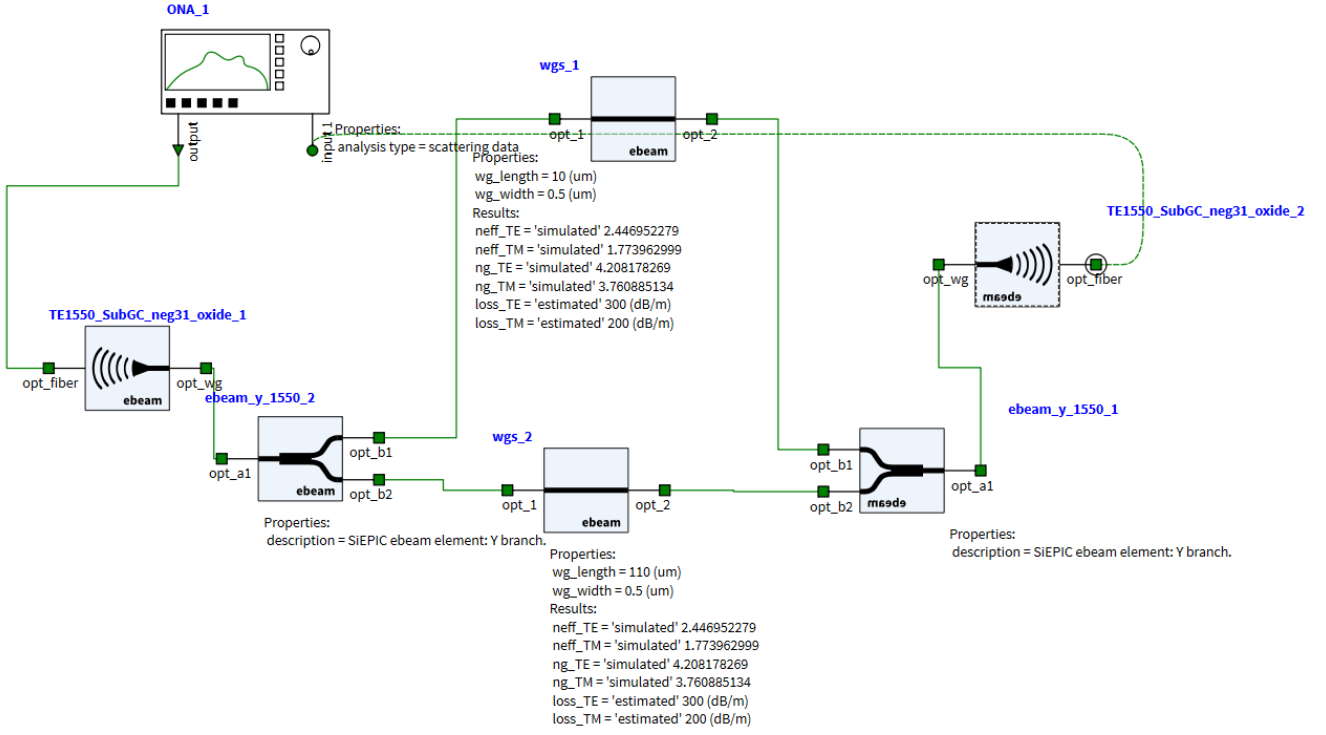 ONA_1
output
input 1
Properties:
analysis type = scattering data
wgs_1
opt_1
opt_2
ebeam
Properties:
wg_length = 10 (um)
wg_width = 0.5 (um)
Results:
neff_TE = 'simulated' 2.446952279
neff_TM = 'simulated' 1.773962999
ng_TE = 'simulated' 4.208178269
ng_TM = 'simulated' 3.760885134
loss_TE = 'estimated' 300 (dB/m)
loss_TM = 'estimated' 200 (dB/m)
TE1550_SubGC_neg31_oxide_2
opt_wg
opt_fiber
ebeam
TE1550_SubGC_neg31_oxide_1
opt_fiber
opt_wg
ebeam
ebeam_y_1550_2
opt_a1
opt_b1
opt_b2
ebeam
Properties:
description = SiEPIC ebeam element: Y branch.
wgs_2
opt_1
opt_2
ebeam
Properties:
wg_length = 110 (um)
wg_width = 0.5 (um)
Results:
neff_TE = 'simulated' 2.446952279
neff_TM = 'simulated' 1.773962999
ng_TE = 'simulated' 4.208178269
ng_TM = 'simulated' 3.760885134
loss_TE = 'estimated' 300 (dB/m)
loss_TM = 'estimated' 200 (dB/m)
ebeam_y_1550_1
opt_b1
opt_b2
opt_a1
ebeam
Properties:
description = SiEPIC ebeam element: Y branch.